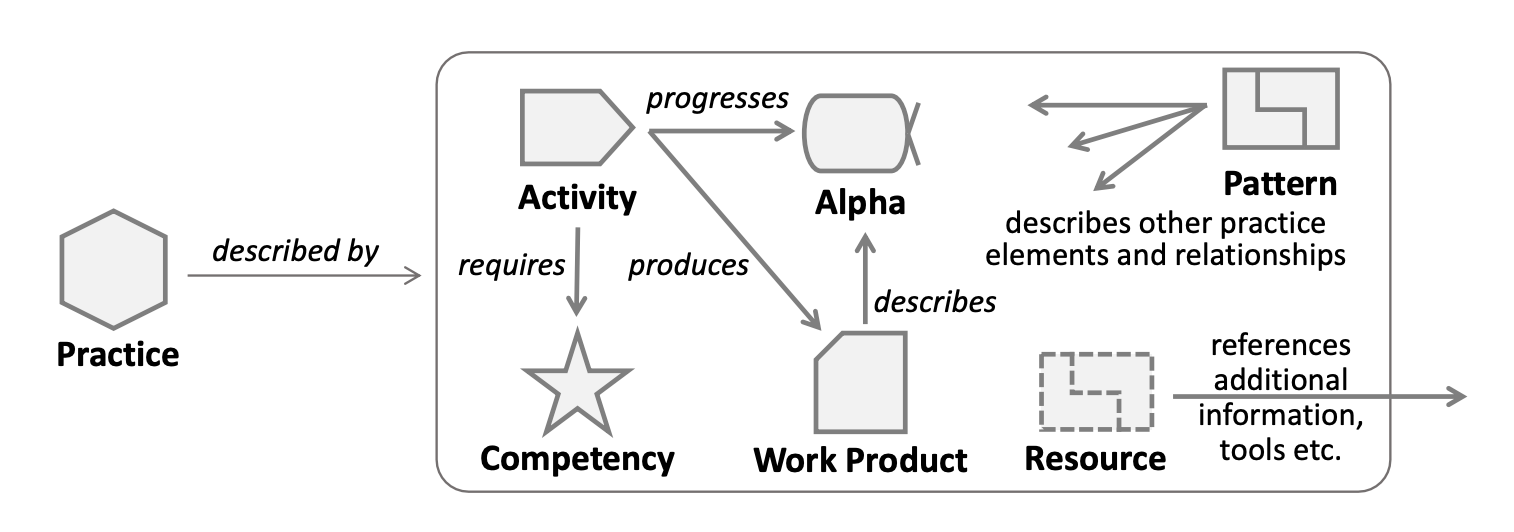 progresses
Activity
Alpha
Pattern
describes other practice
elements and relationships
described by
requires
produces
describes
Practice
references
additional
information,
tools etc.
Competency
Work Product
Resource